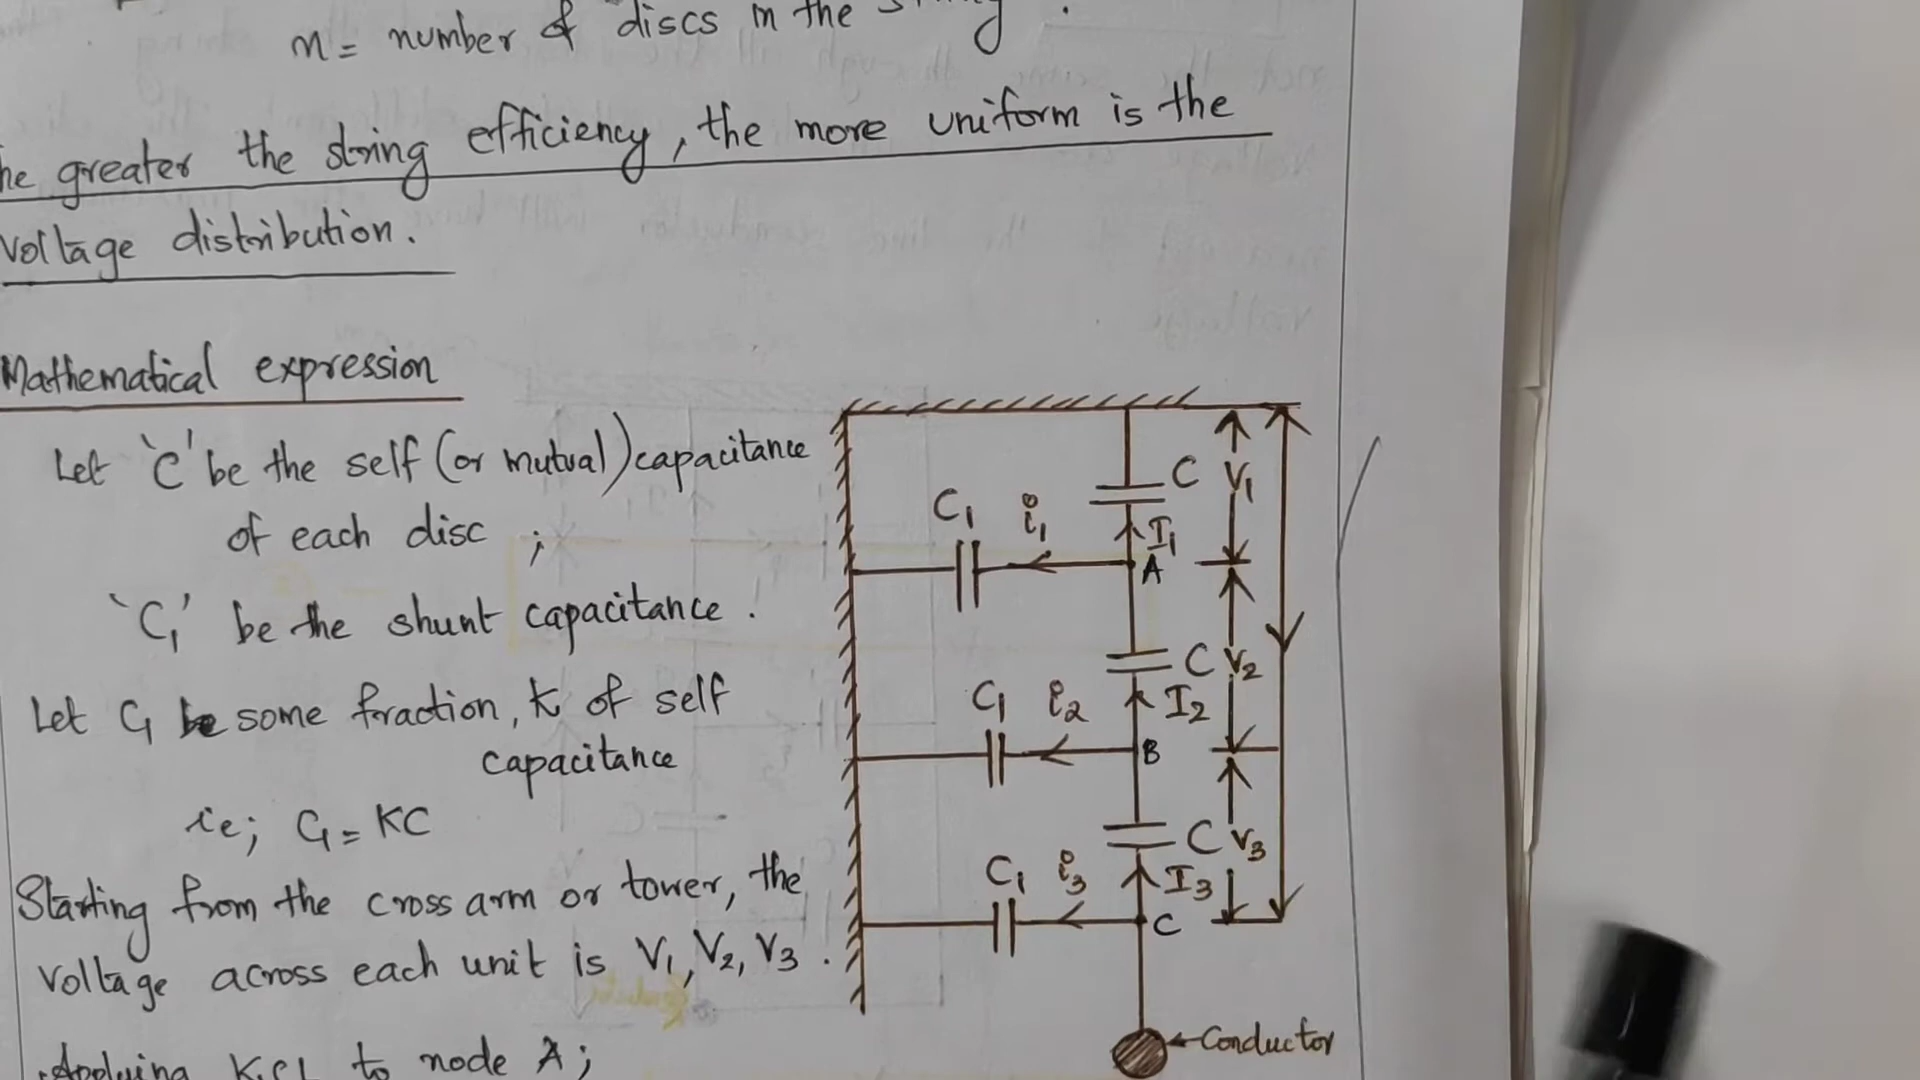 n = number of discs in the
greater the string efficiency, the more uniform is the
voltage distribution.
Mathematical expression
Let 'C' be the self (or mutual) capacitance
of each disc ;
'C1' be the shunt capacitance .
Let C1 be some fraction, K of self
capacitance
ie; C1 = KC
Starting from the cross arm or tower, the
voltage across each unit is V1, V2, V3 .
Applying KCL to node A ;
C V1
C1 i1 I1
A
C V2
C1 i2 I2
B
C V3
C1 i3 I3
C
Conductor